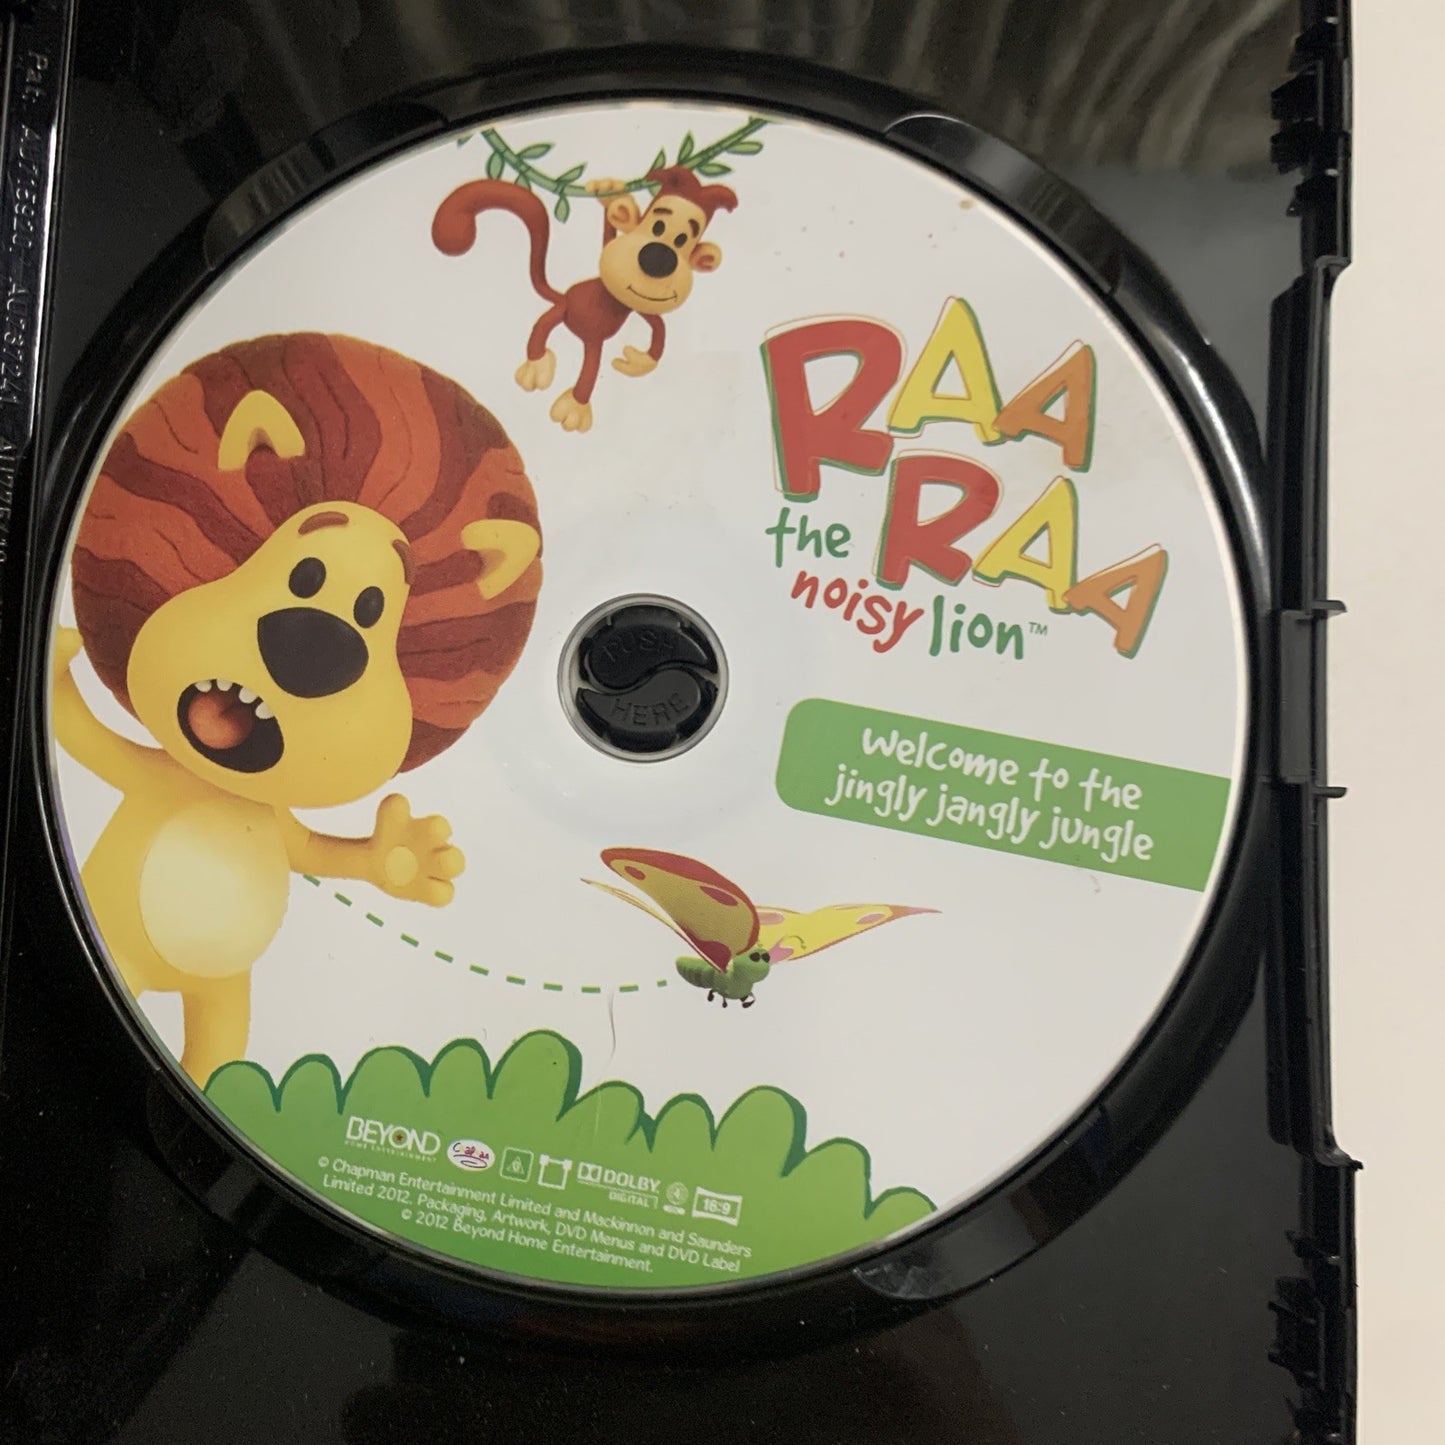 RAA
RAA
the
noisy lion™
Welcome to the
jingly jangly jungle
PUSH
HERE
BEYOND
HOME ENTERTAINMENT
G
DOLBY
DIGITAL
4
16:9
© Chapman Entertainment Limited and Mackinnon and Saunders
Limited 2012. Packaging, Artwork, DVD Menus and DVD Label
© 2012 Beyond Home Entertainment.
Pat: